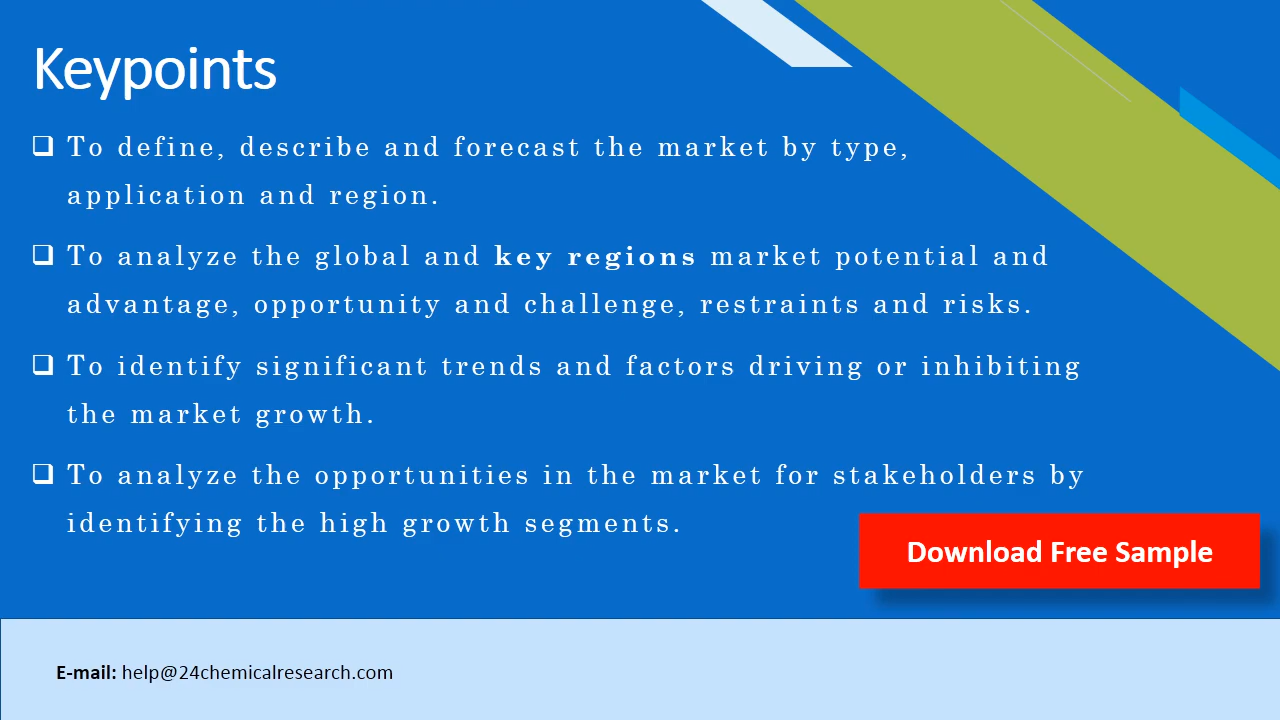 Keypoints
❑ To define, describe and forecast the market by type,
application and region.
❑ To analyze the global and key regions market potential and
advantage, opportunity and challenge, restraints and risks.
❑ To identify significant trends and factors driving or inhibiting
the market growth.
❑ To analyze the opportunities in the market for stakeholders by
identifying the high growth segments.
Download Free Sample
E-mail: help@24chemicalresearch.com